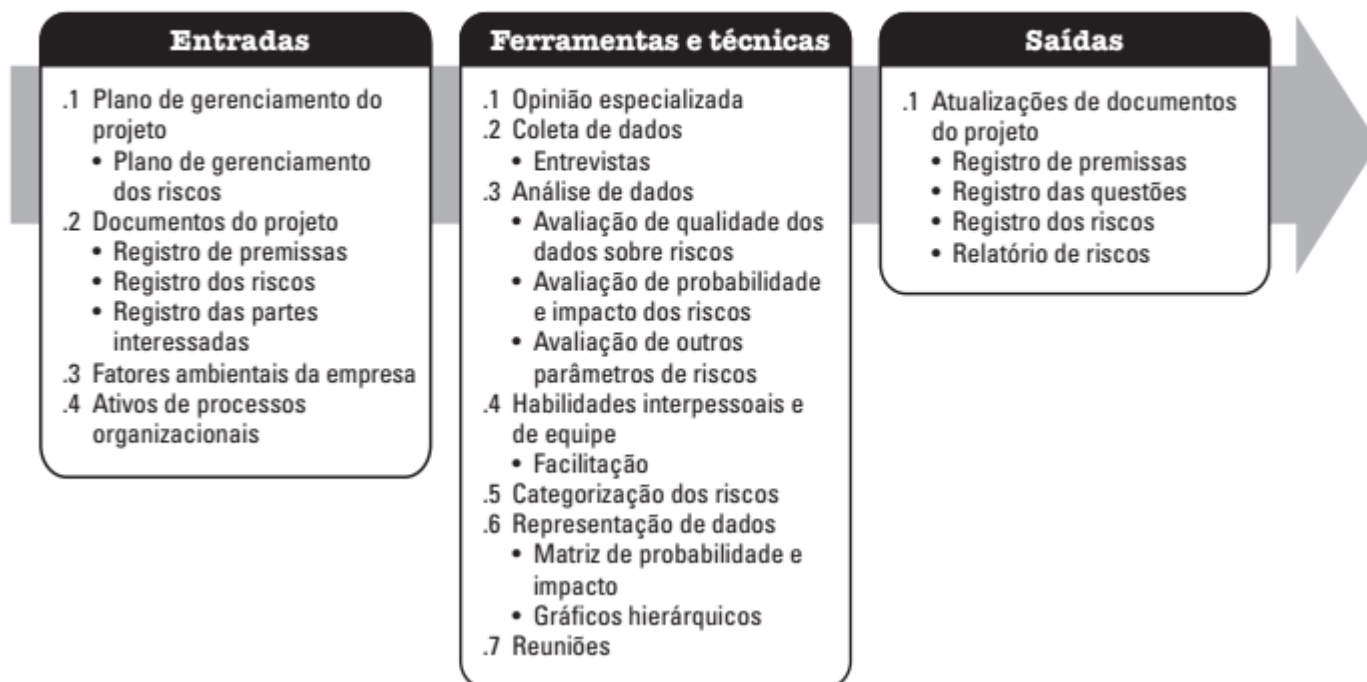 Entradas
.1 Plano de gerenciamento do
projeto
• Plano de gerenciamento
dos riscos
.2 Documentos do projeto
• Registro de premissas
• Registro dos riscos
• Registro das partes
interessadas
.3 Fatores ambientais da empresa
.4 Ativos de processos
organizacionais
Ferramentas e técnicas
.1 Opinião especializada
.2 Coleta de dados
• Entrevistas
.3 Análise de dados
• Avaliação de qualidade dos
dados sobre riscos
• Avaliação de probabilidade
e impacto dos riscos
• Avaliação de outros
parâmetros de riscos
.4 Habilidades interpessoais e
de equipe
• Facilitação
.5 Categorização dos riscos
.6 Representação de dados
• Matriz de probabilidade e
impacto
• Gráficos hierárquicos
.7 Reuniões
Saídas
.1 Atualizações de documentos
do projeto
• Registro de premissas
• Registro das questões
• Registro dos riscos
• Relatório de riscos